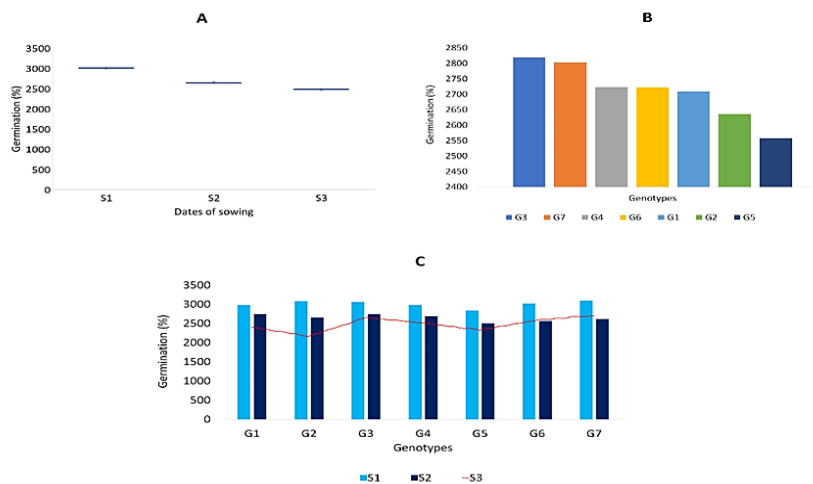 A
3500
3000
2500
2000
1500
1000
500
0
Germination (%)
S1 S2 S3
Dates of sowing
B
2850
2800
2750
2700
2650
2600
2550
2500
2450
2400
Germination (%)
Genotypes
G3 G7 G4 G6 G1 G2 G5
C
3500
3000
2500
2000
1500
1000
500
0
Germination (%)
G1 G2 G3 G4 G5 G6 G7
Genotypes
S1 S2 S3